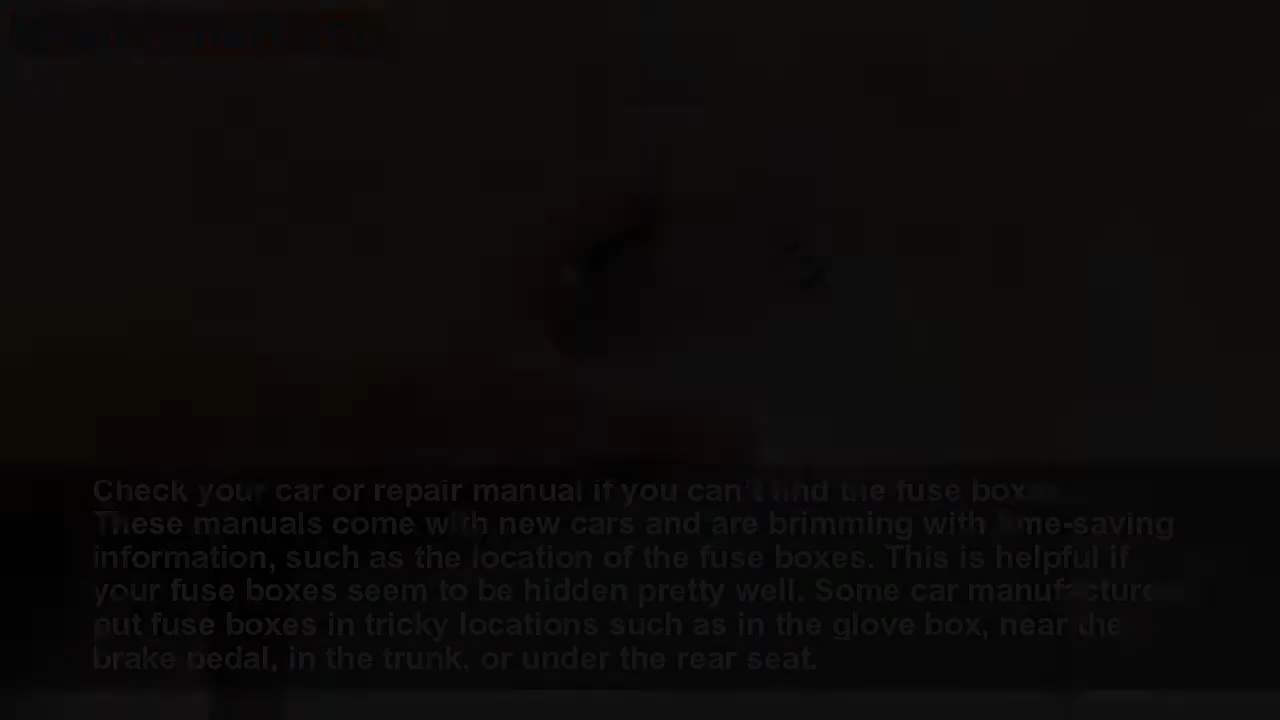 Check your car or repair manual if you can't find the fuse box
These manuals come with new cars and are brimming with time-saving
information, such as the location of the fuse boxes. This is helpful if
your fuse boxes seem to be hidden pretty well. Some car manufacturers
put fuse boxes in tricky locations such as in the glove box, near the
brake pedal, in the trunk, or under the rear seat.